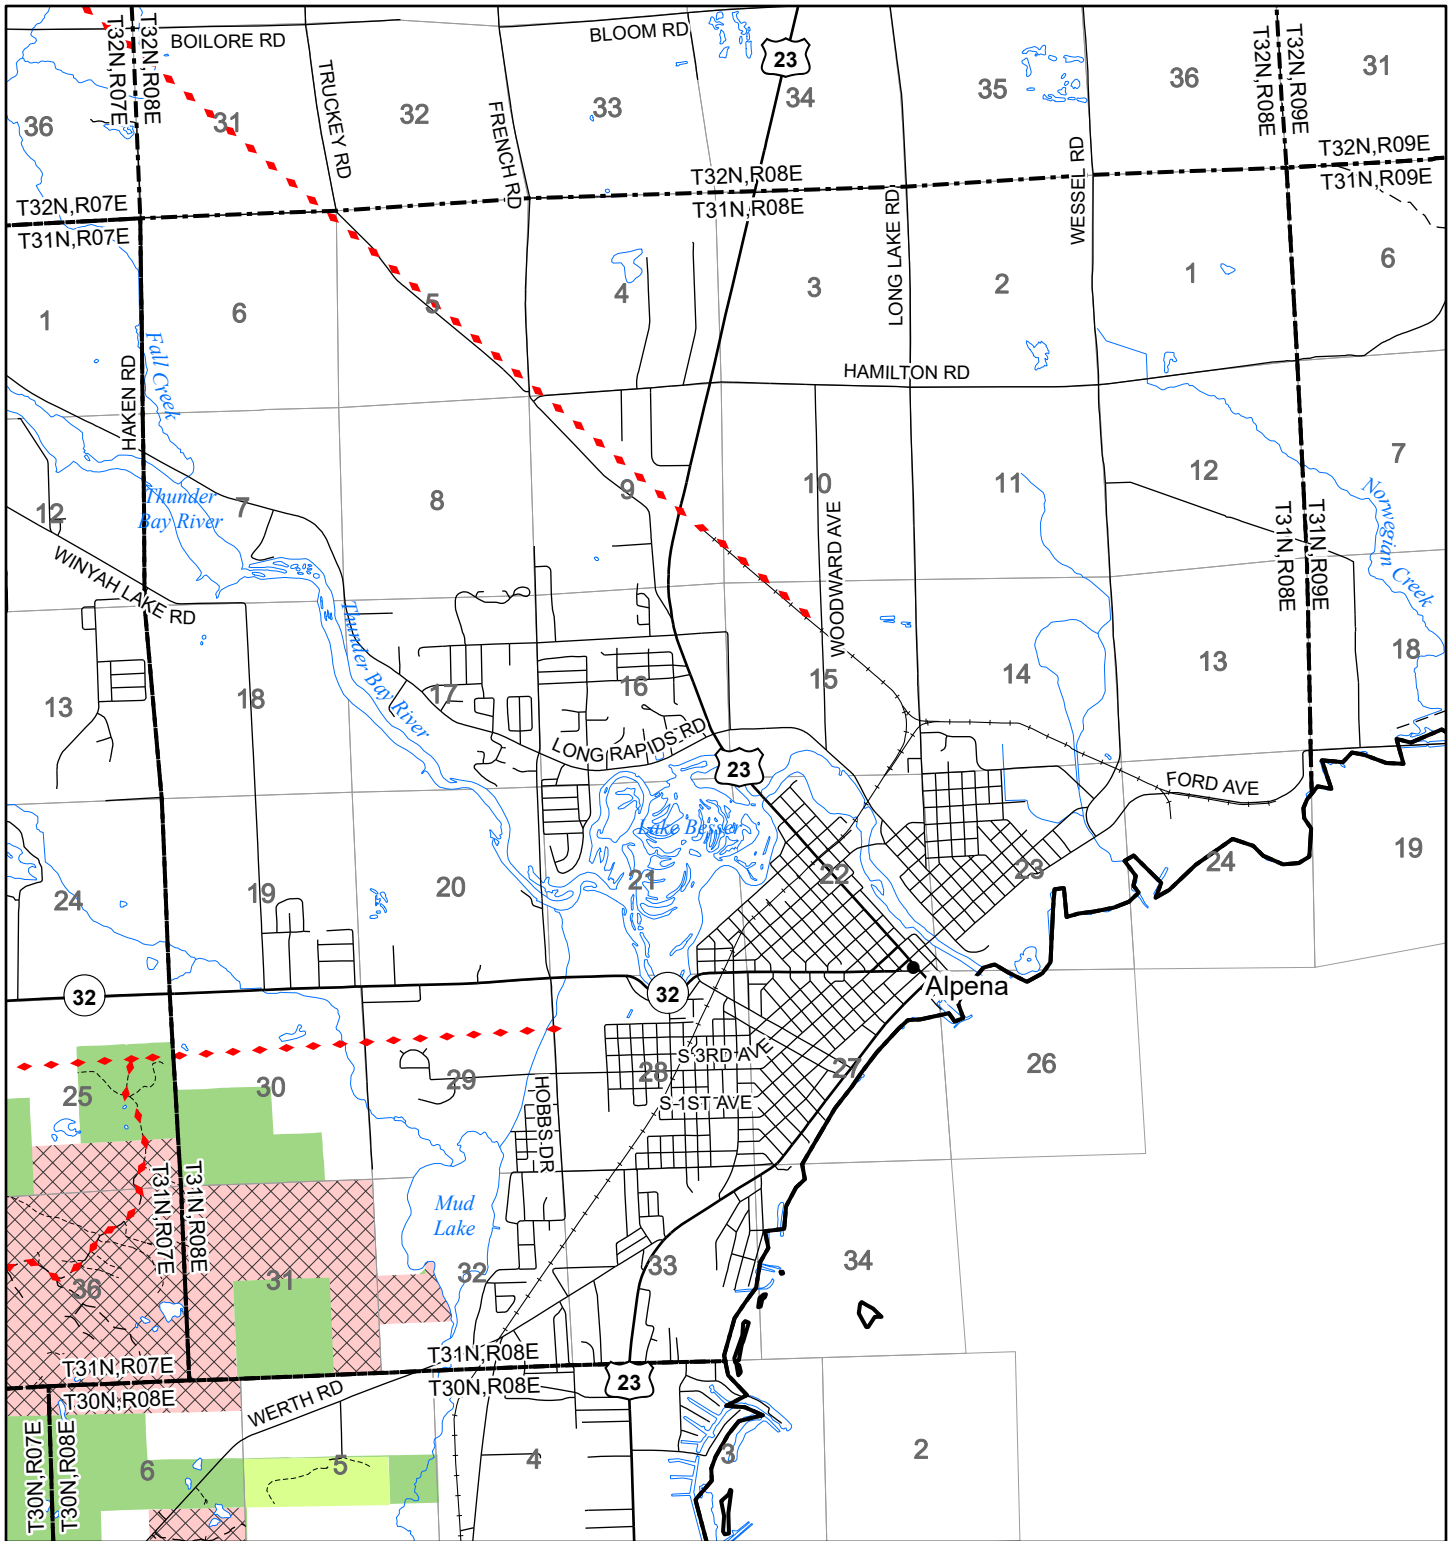 BOILORE RD
BLOOM RD
23
T32N,R07E
T32N,R08E
T32N,R08E
T32N,R09E
36
31
32
33
34
35
36
31
TRUCKEY RD
FRENCH RD
WESSEL RD
LONG LAKE RD
T32N,R07E
T31N,R07E
T32N,R08E
T31N,R08E
T32N,R09E
T31N,R09E
1
6
5
4
3
2
1
6
HAKEN RD
Fall Creek
HAMILTON RD
12
Thunder
Bay River
7
8
9
10
11
12
7
WINYAH LAKE RD
WOODWARD AVE
T31N,R08E
T31N,R09E
Norwegian Creek
Thunder Bay River
13
18
17
16
15
14
13
18
LONG RAPIDS RD
23
FORD AVE
Lake Besser
24
19
20
21
22
23
24
19
32
32
Alpena
25
30
29
28
27
26
S 3RD AVE
S 1ST AVE
HOBBS DR
T31N,R07E
T31N,R08E
Mud
Lake
36
31
32
33
34
T31N,R07E
T30N,R08E
T31N,R08E
T30N,R08E
23
WERTH RD
T30N,R07E
T30N,R08E
6
5
4
3
2